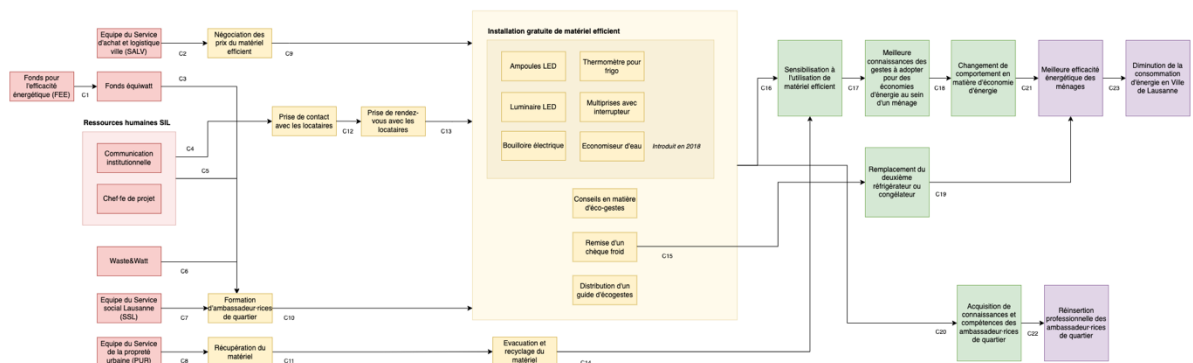 Equipe du Service
d'achat et logistique
ville (SALV)
C2
Négociation des
prix du matériel
efficient
C9
Fonds pour
l'efficacité
énergétique (FEE)
C1
Fonds équiwatt
C3
Ressources humaines SIL
Communication
institutionnelle
Chef·fe de projet
C4
C5
Prise de contact
avec les locataires
C12
Prise de rendez-
vous avec les
locataires
C13
Waste&Watt
C6
Equipe du Service
social Lausanne
(SSL)
C7
Formation
d'ambassadeur·rices
de quartier
C10
Equipe du Service
de la propreté
urbaine (PUR)
C8
Récupération du
matériel
C11
Evacuation et
recyclage du
matériel
C14
Installation gratuite de matériel efficient
Ampoules LED
Thermomètre pour
frigo
Luminaire LED
Multiprises avec
interrupteur
Bouilloire électrique
Economiseur d'eau
Introduit en 2018
Conseils en matière
d'éco-gestes
Remise d'un
chèque froid
C15
Distribution d'un
guide d'écogestes
C16
Sensibilisation à
l'utilisation de
matériel efficient
C17
Meilleure
connaissances des
gestes à adopter
pour des
économies
d'énergie au sein
d'un ménage
C18
Changement de
comportement en
matière d'économie
d'énergie
C21
Meilleure efficacité
énergétique des
ménages
C23
Diminution de la
consommation
d'énergie en Ville
de Lausanne
Remplacement du
deuxième
réfrigérateur ou
congélateur
C19
C20
Acquisition de
connaissances et
compétences des
ambassadeur·rices
de quartier
C22
Réinsertion
professionnelle des
ambassadeur·rices
de quartier